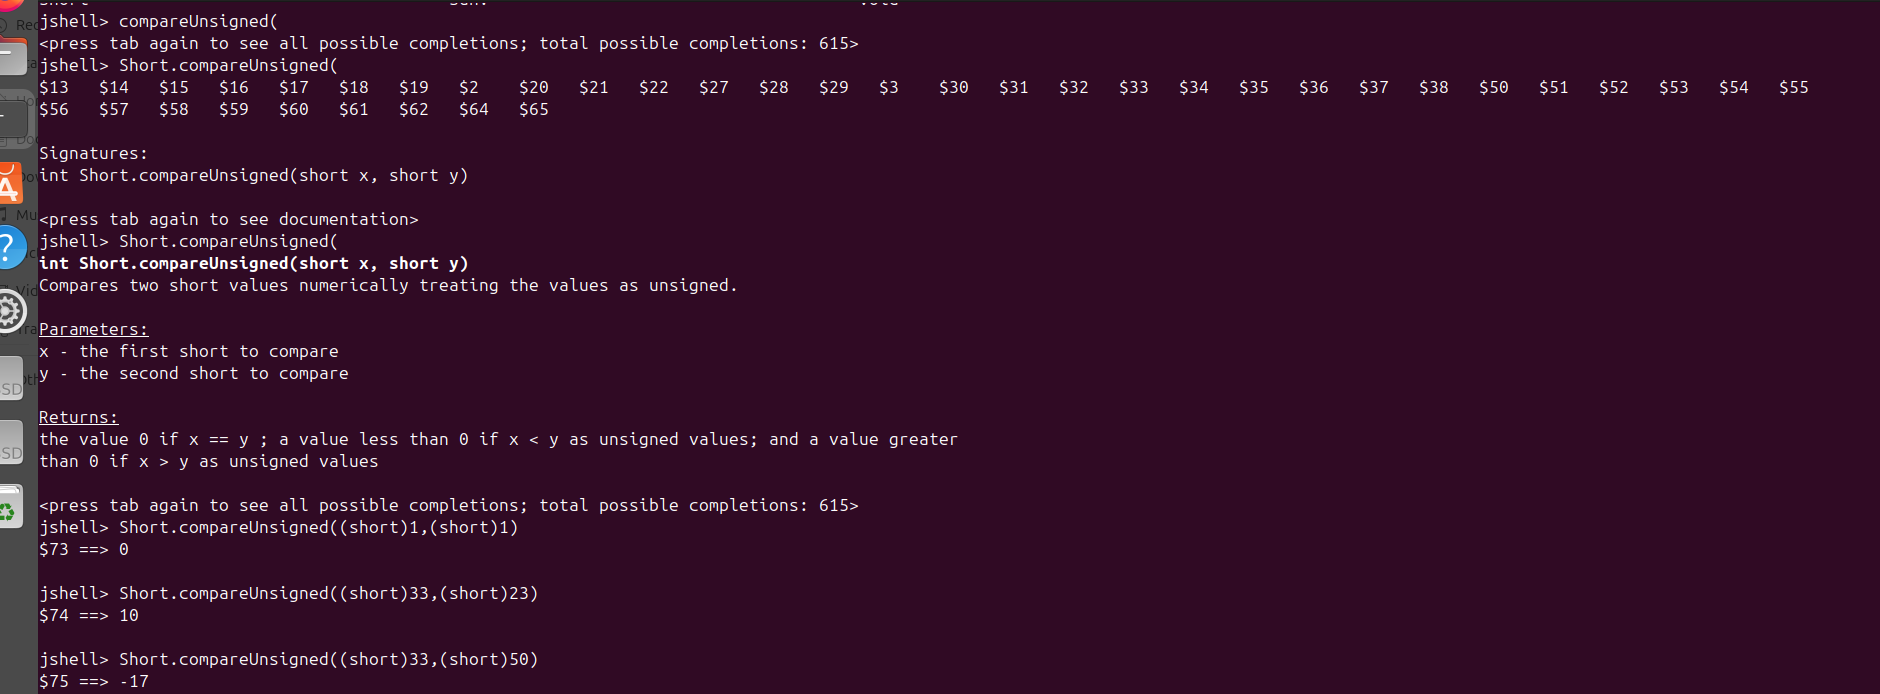 jshell> compareUnsigned(
<press tab again to see all possible completions; total possible completions: 615>
jshell> Short.compareUnsigned(
$13 $14 $15 $16 $17 $18 $19 $2 $20 $21 $22 $27 $28 $29 $3 $30 $31 $32 $33 $34 $35 $36 $37 $38 $50 $51 $52 $53 $54 $55
$56 $57 $58 $59 $60 $61 $62 $64 $65
Signatures:
int Short.compareUnsigned(short x, short y)
<press tab again to see documentation>
jshell> Short.compareUnsigned(
int Short.compareUnsigned(short x, short y)
Compares two short values numerically treating the values as unsigned.
Parameters:
x - the first short to compare
y - the second short to compare
Returns:
the value 0 if x == y ; a value less than 0 if x < y as unsigned values; and a value greater
than 0 if x > y as unsigned values
<press tab again to see all possible completions; total possible completions: 615>
jshell> Short.compareUnsigned((short)1,(short)1)
$73 ==> 0
jshell> Short.compareUnsigned((short)33,(short)23)
$74 ==> 10
jshell> Short.compareUnsigned((short)33,(short)50)
$75 ==> -17